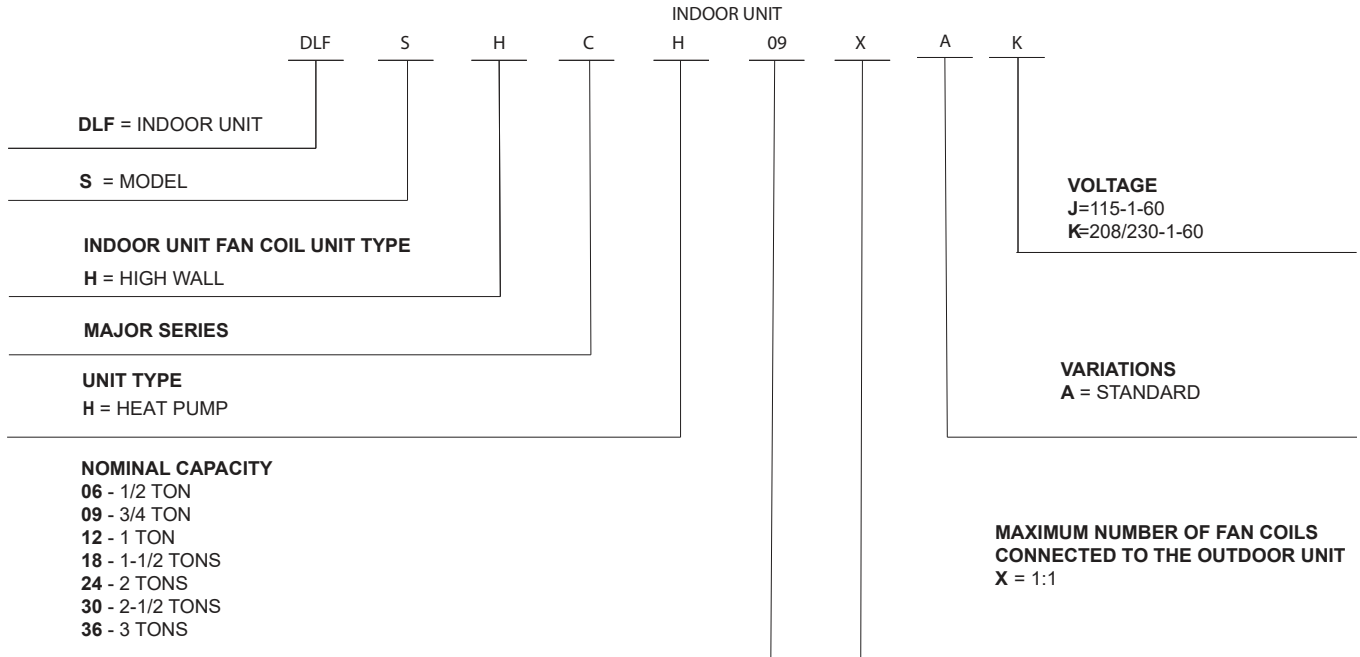 INDOOR UNIT
DLF S H C H 09 X A K
DLF = INDOOR UNIT
S = MODEL
INDOOR UNIT FAN COIL UNIT TYPE
H = HIGH WALL
MAJOR SERIES
UNIT TYPE
H = HEAT PUMP
NOMINAL CAPACITY
06 - 1/2 TON
09 - 3/4 TON
12 - 1 TON
18 - 1-1/2 TONS
24 - 2 TONS
30 - 2-1/2 TONS
36 - 3 TONS
VOLTAGE
J=115-1-60
K=208/230-1-60
VARIATIONS
A = STANDARD
MAXIMUM NUMBER OF FAN COILS
CONNECTED TO THE OUTDOOR UNIT
X = 1:1